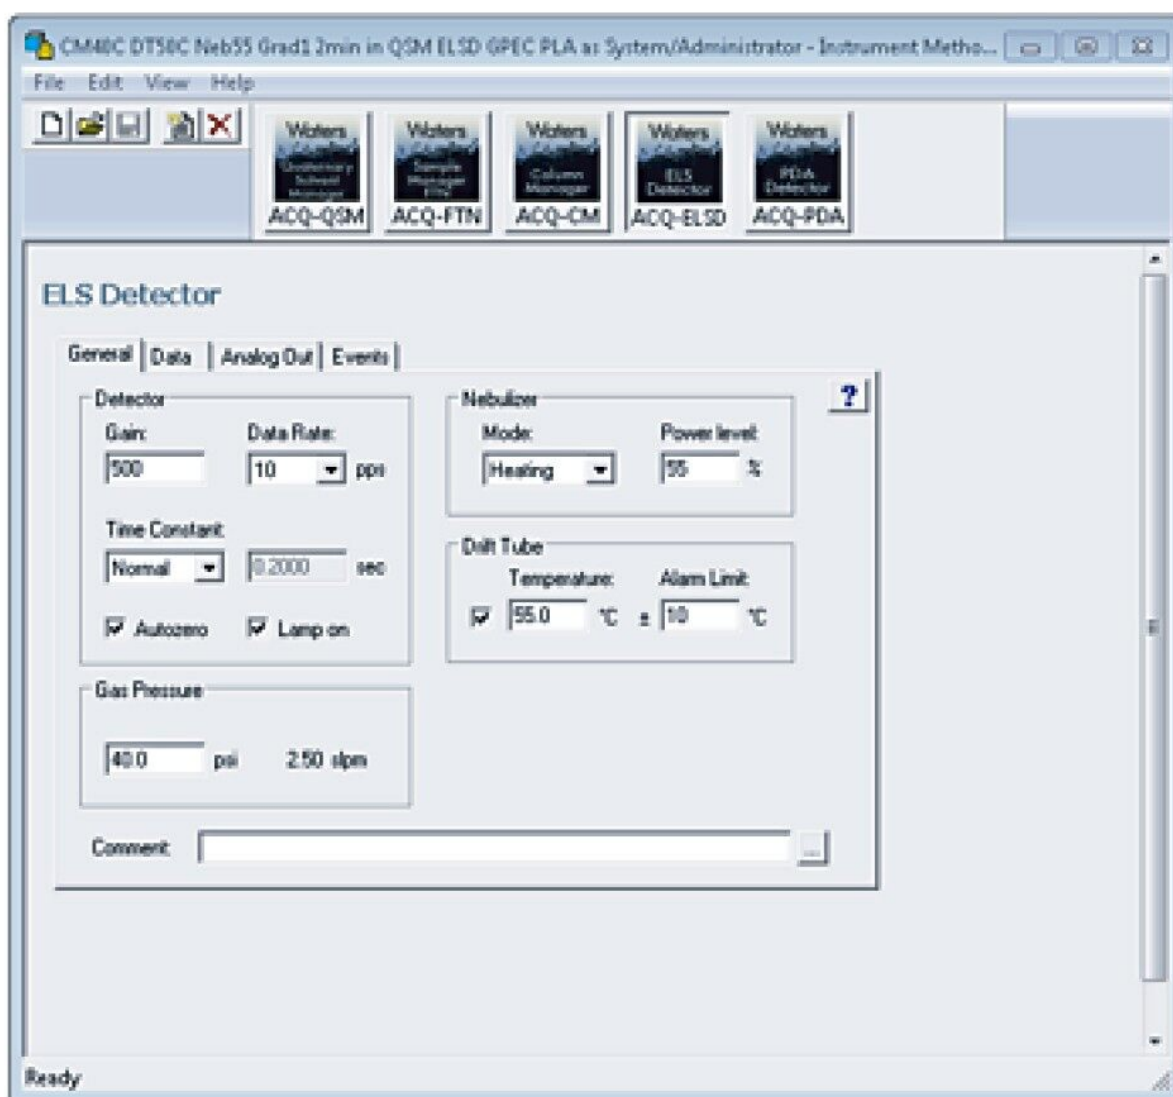 CM40C DT50C Neb55 Grad1 2min in QSM ELSD GPEC PLA as System/Administrator - Instrument Metho...
File Edit View Help
Waters Waters Waters Waters Waters
Quaternary Solvent Manager
Sample Manager
Column Manager
ELS Detector
PDA Detector
ACQ-QSM ACQ-FTN ACQ-CM ACQ-ELSD ACQ-PDA
ELS Detector
General Data Analog Out Events
?
Detector
Gain: Data Rate:
500 10 pps
Time Constant:
Normal 0.2000 sec
Autozero Lamp on
Nebulizer
Mode: Power level:
Heating 55 %
Drift Tube
Temperature: Alarm Limit:
55.0 °C ± 10 °C
Gas Pressure
40.0 psi 2.50 slpm
Comment: ...
Ready